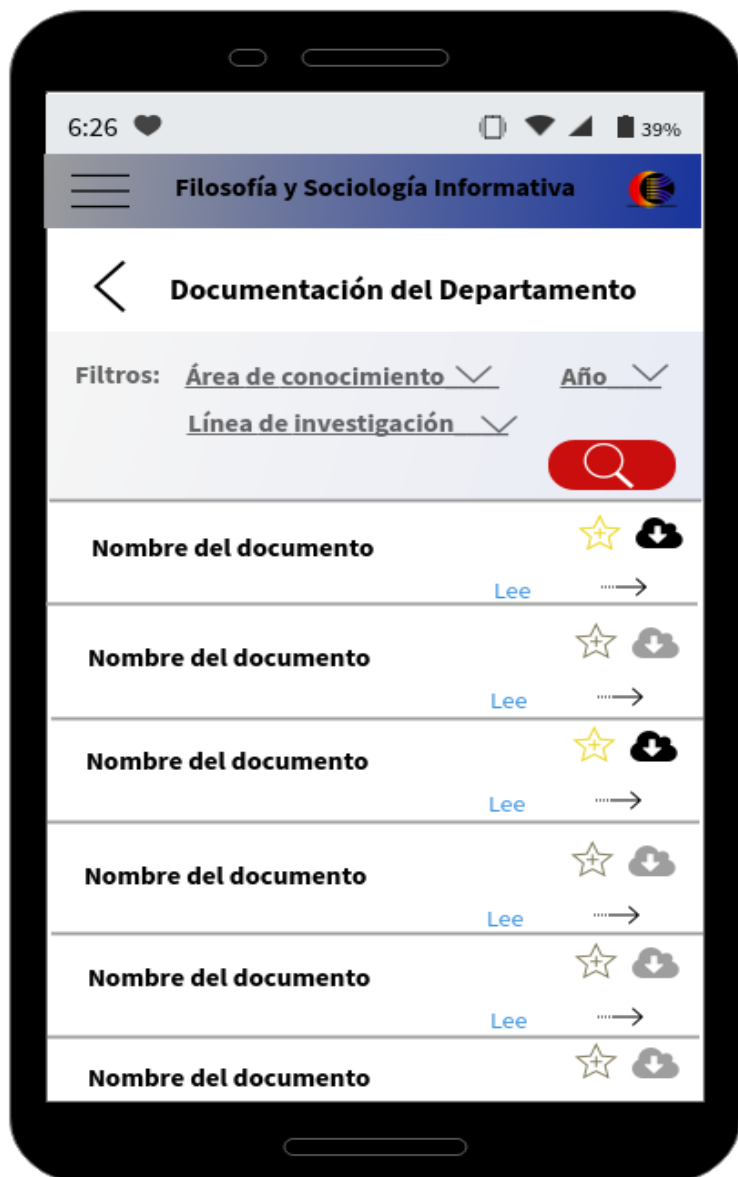 6:26 39%
Filosofía y Sociología Informativa
Documentación del Departamento
Filtros: Área de conocimiento Año
Línea de investigación
Nombre del documento
Lee
Nombre del documento
Lee
Nombre del documento
Lee
Nombre del documento
Lee
Nombre del documento
Lee
Nombre del documento